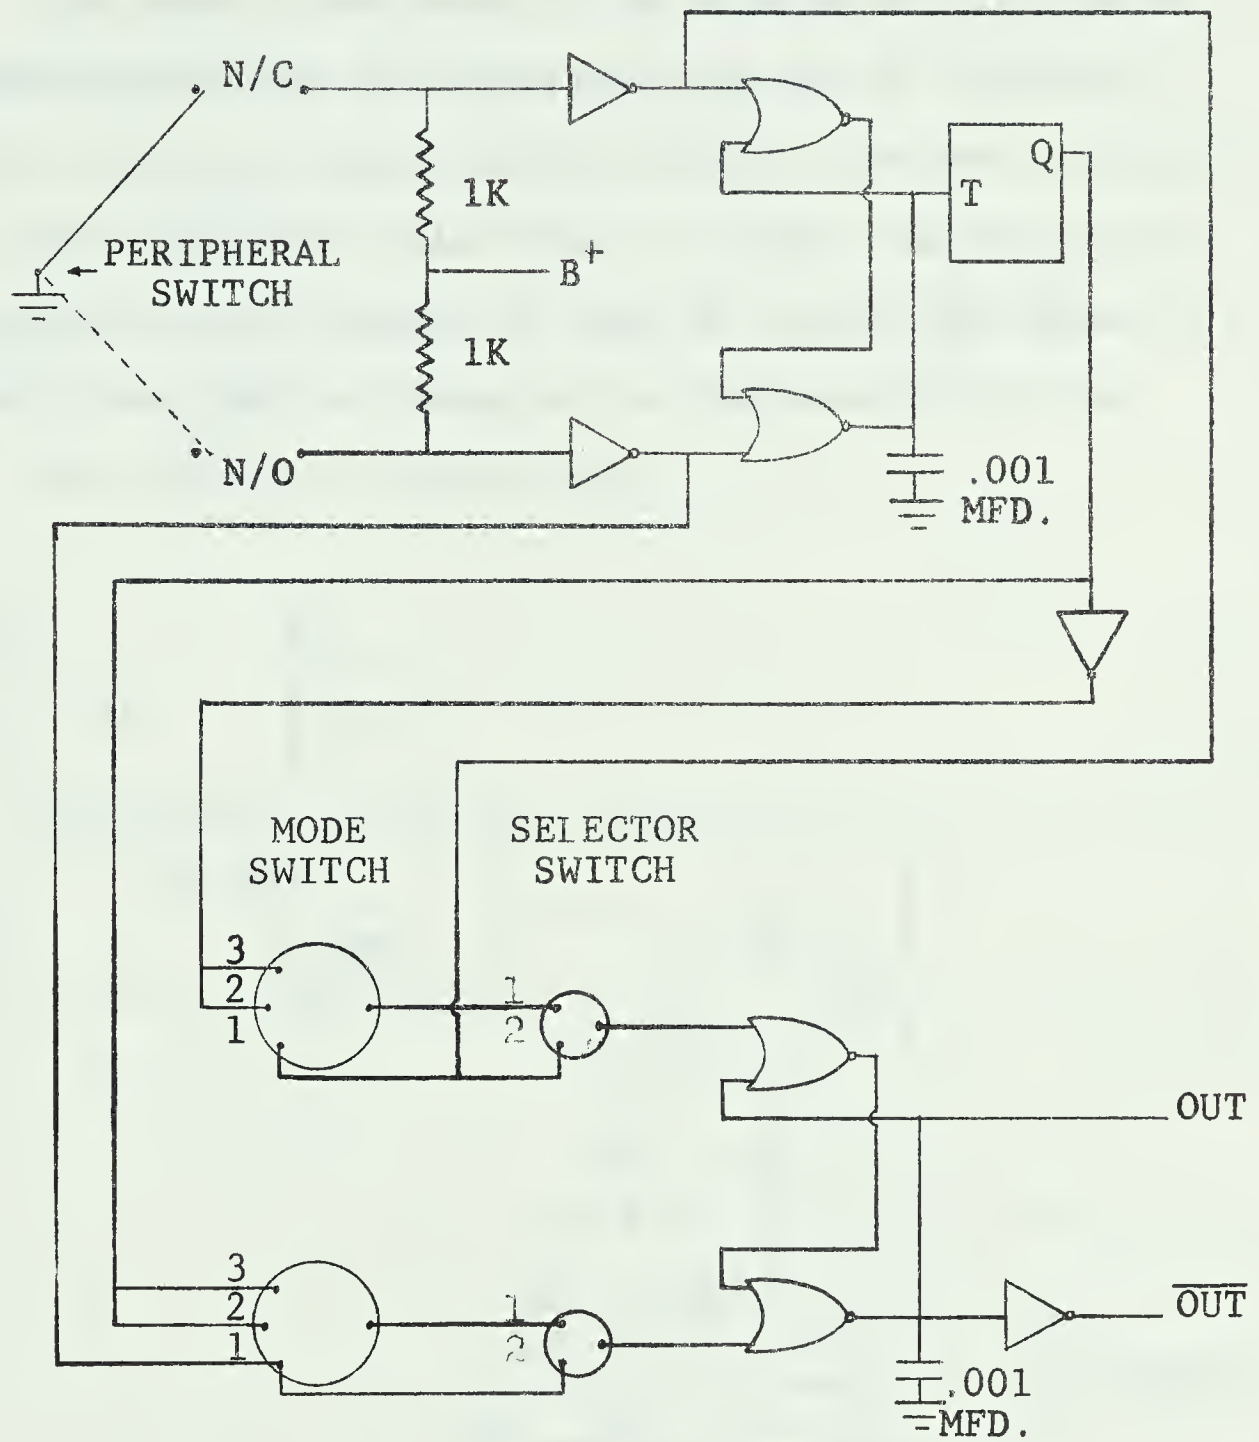 N/C
Q
T
1K
PERIPHERAL
SWITCH
B+
1K
N/O
.001
MFD.
MODE
SWITCH
SELECTOR
SWITCH
3
2
1
1
2
OUT
3
2
1
1
2
O̅U̅T̅
.001
MFD.